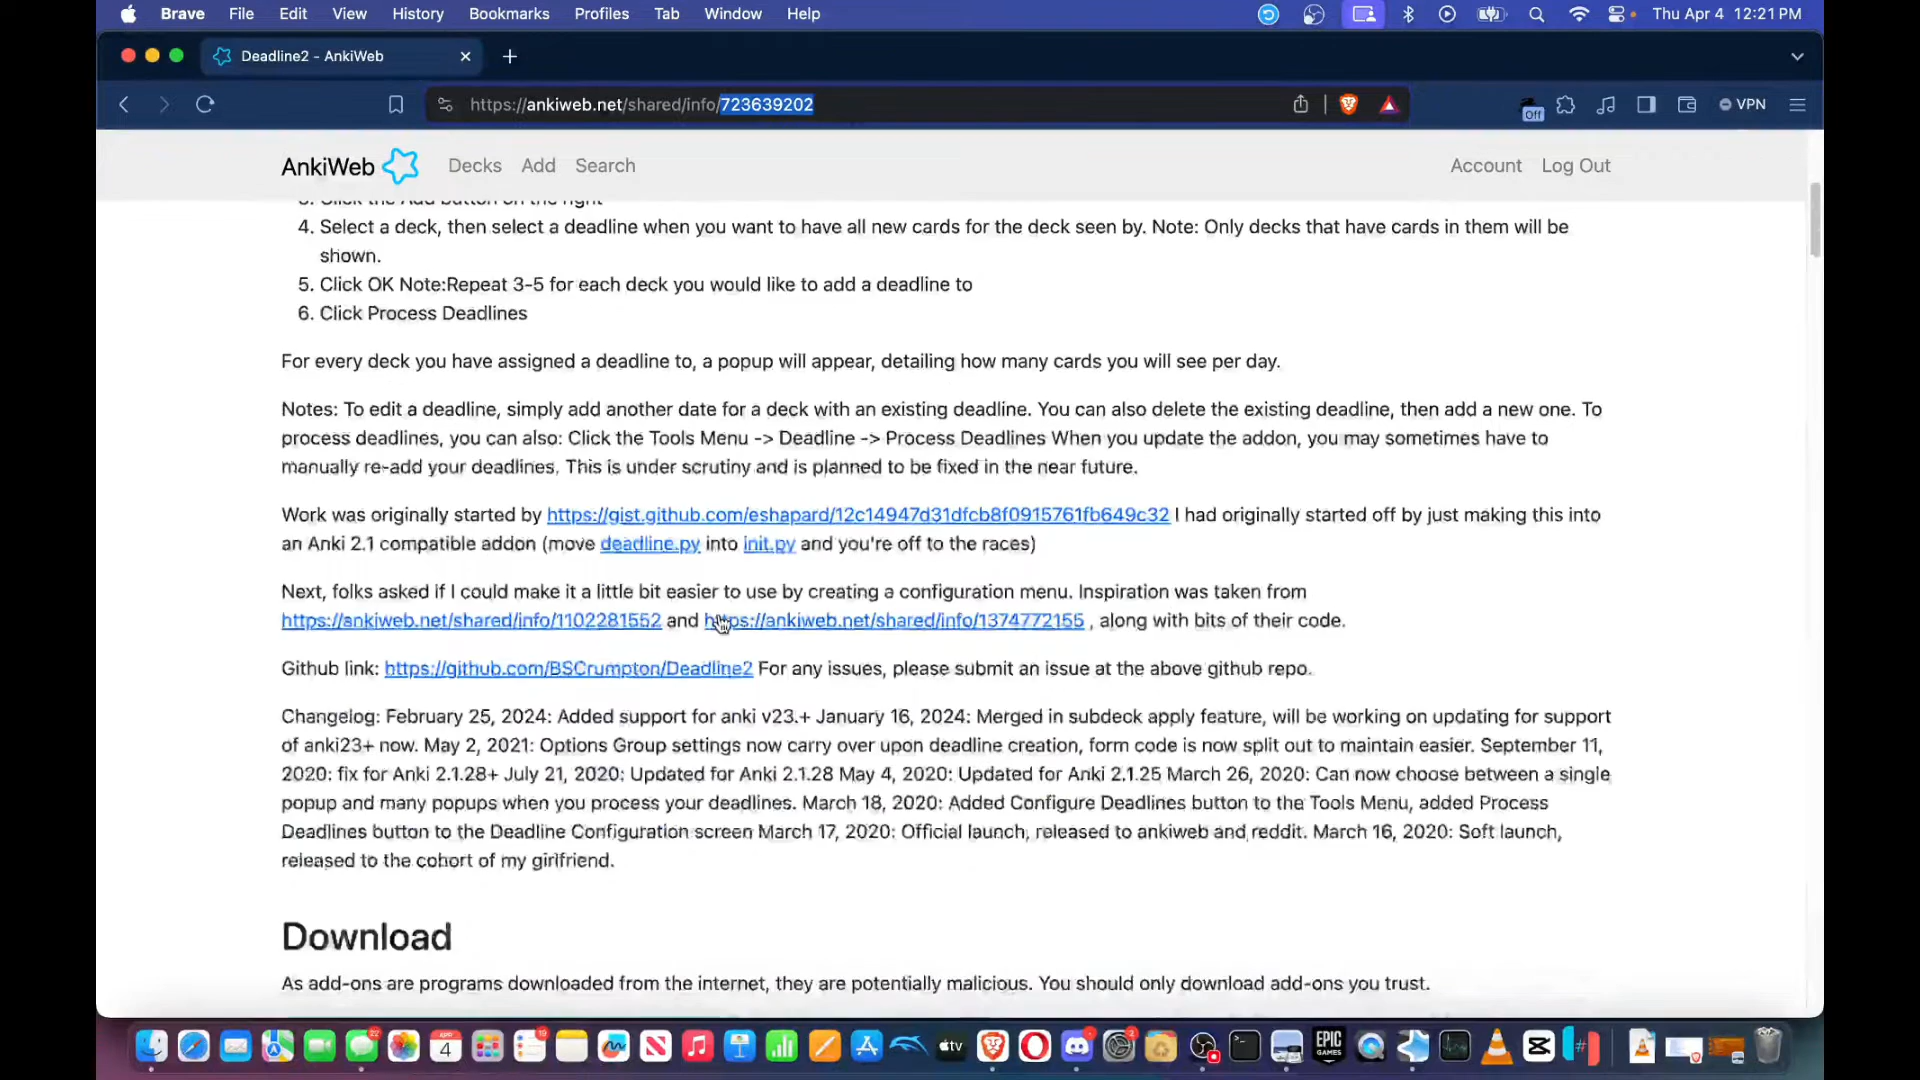 Brave File Edit View History Bookmarks Profiles Tab Window Help Thu Apr 4 12:21 PM
Deadline2 - AnkiWeb
https://ankiweb.net/shared/info/723639202 Off VPN
AnkiWeb Decks Add Search Account Log Out
3. Click the Add button on the right
4. Select a deck, then select a deadline when you want to have all new cards for the deck seen by. Note: Only decks that have cards in them will be
shown.
5. Click OK Note:Repeat 3-5 for each deck you would like to add a deadline to
6. Click Process Deadlines
For every deck you have assigned a deadline to, a popup will appear, detailing how many cards you will see per day.
Notes: To edit a deadline, simply add another date for a deck with an existing deadline. You can also delete the existing deadline, then add a new one. To
process deadlines, you can also: Click the Tools Menu -> Deadline -> Process Deadlines When you update the addon, you may sometimes have to
manually re-add your deadlines. This is under scrutiny and is planned to be fixed in the near future.
Work was originally started by https://gist.github.com/eshapard/12c14947d31dfcb8f0915761fb649c32 I had originally started off by just making this into
an Anki 2.1 compatible addon (move deadline.py into init.py and you're off to the races)
Next, folks asked if I could make it a little bit easier to use by creating a configuration menu. Inspiration was taken from
https://ankiweb.net/shared/info/1102281552 and https://ankiweb.net/shared/info/1374772155 , along with bits of their code.
Github link: https://github.com/BSCrumpton/Deadline2 For any issues, please submit an issue at the above github repo.
Changelog: February 25, 2024: Added support for anki v23.+ January 16, 2024: Merged in subdeck apply feature, will be working on updating for support
of anki23+ now. May 2, 2021: Options Group settings now carry over upon deadline creation, form code is now split out to maintain easier. September 11,
2020: fix for Anki 2.1.28+ July 21, 2020: Updated for Anki 2.1.28 May 4, 2020: Updated for Anki 2.1.25 March 26, 2020: Can now choose between a single
popup and many popups when you process your deadlines. March 18, 2020: Added Configure Deadlines button to the Tools Menu, added Process
Deadlines button to the Deadline Configuration screen March 17, 2020: Official launch, released to ankiweb and reddit. March 16, 2020: Soft launch,
released to the cohort of my girlfriend.
Download
As add-ons are programs downloaded from the internet, they are potentially malicious. You should only download add-ons you trust.
4 tv EPIC GAMES